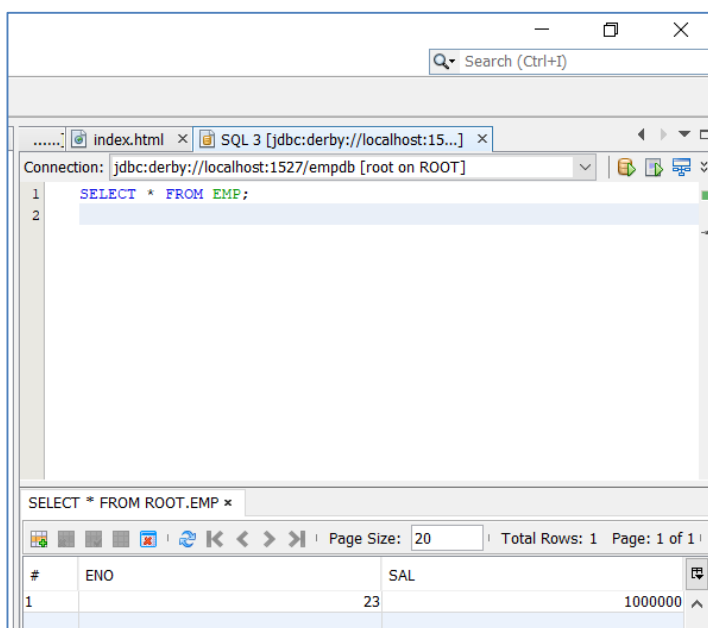 Search (Ctrl+I)
......] index.html SQL 3 [jdbc:derby://localhost:15...]
Connection: jdbc:derby://localhost:1527/empdb [root on ROOT]
1 SELECT * FROM EMP;
2
SELECT * FROM ROOT.EMP
Page Size: 20 Total Rows: 1 Page: 1 of 1
# ENO SAL
1 23 1000000